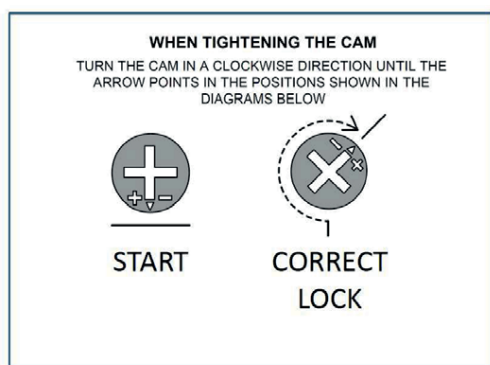 WHEN TIGHTENING THE CAM
TURN THE CAM IN A CLOCKWISE DIRECTION UNTIL THE
ARROW POINTS IN THE POSITIONS SHOWN IN THE
DIAGRAMS BELOW
START
CORRECT
LOCK